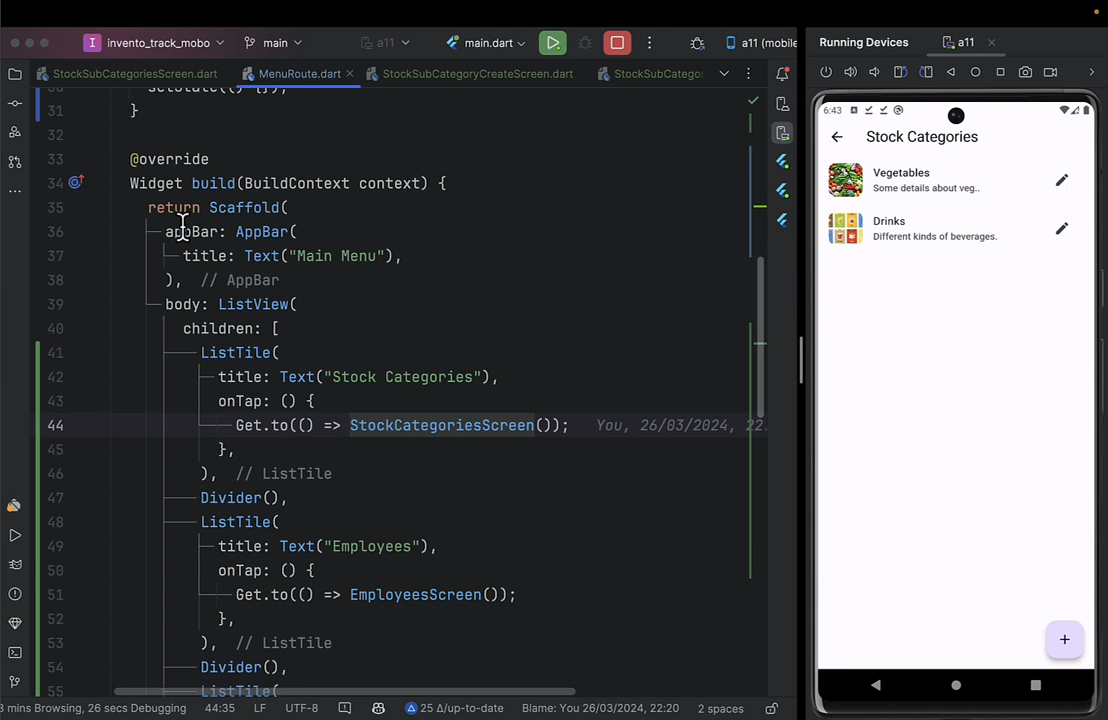 invento_track_mobo
main
a11
main.dart
a11 (mobile
Running Devices
a11
StockSubCategoriesScreen.dart
MenuRoute.dart
StockSubCategoryCreateScreen.dart
StockSubCategor
30 setState(() {});
31 }
32
33 @override
34 Widget build(BuildContext context) {
35 return Scaffold(
36 appBar: AppBar(
37 title: Text("Main Menu"),
38 ), // AppBar
39 body: ListView(
40 children: [
41 ListTile(
42 title: Text("Stock Categories"),
43 onTap: () {
44 Get.to(() => StockCategoriesScreen()); You, 26/03/2024, 22
45 },
46 ), // ListTile
47 Divider(),
48 ListTile(
49 title: Text("Employees"),
50 onTap: () {
51 Get.to(() => EmployeesScreen());
52 },
53 ), // ListTile
54 Divider(),
55 ListTile(
6:43
Stock Categories
Vegetables
Some details about veg..
Drinks
Different kinds of beverages.
3 mins Browsing, 26 secs Debugging
44:35
LF
UTF-8
25 Δ/up-to-date
Blame: You 26/03/2024, 22:20
2 spaces